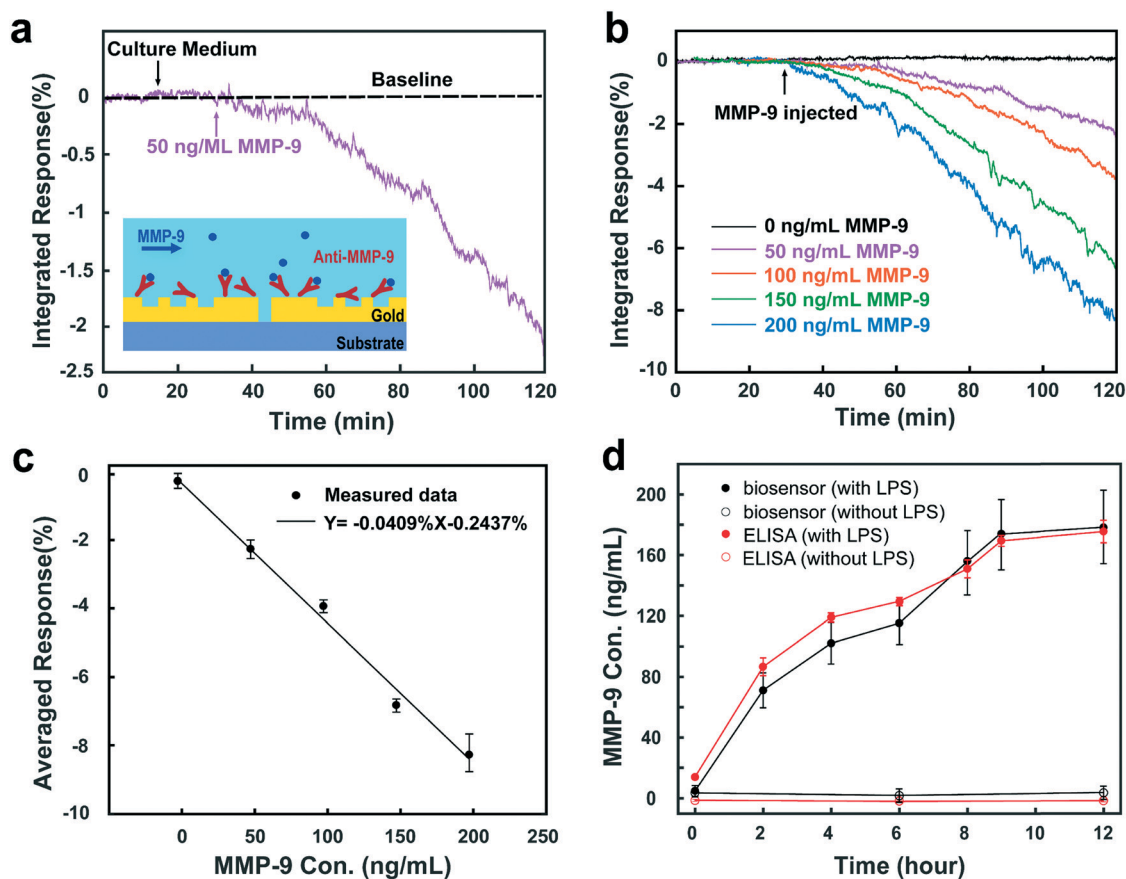 a
Culture Medium
Baseline
50 ng/ML MMP-9
MMP-9
Anti-MMP-9
Gold
Substrate
Integrated Response(%)
0
-0.5
-1
-1.5
-2
-2.5
0 20 40 60 80 100 120
Time (min)
b
MMP-9 injected
0 ng/mL MMP-9
50 ng/mL MMP-9
100 ng/mL MMP-9
150 ng/mL MMP-9
200 ng/mL MMP-9
Integrated Response(%)
0
-2
-4
-6
-8
-10
0 20 40 60 80 100 120
Time (min)
c
Measured data
Y= -0.0409%X-0.2437%
Averaged Response(%)
0
-2
-4
-6
-8
-10
0 50 100 150 200 250
MMP-9 Con. (ng/mL)
d
biosensor (with LPS)
biosensor (without LPS)
ELISA (with LPS)
ELISA (without LPS)
MMP-9 Con. (ng/mL)
200
160
120
80
40
0
0 2 4 6 8 10 12
Time (hour)